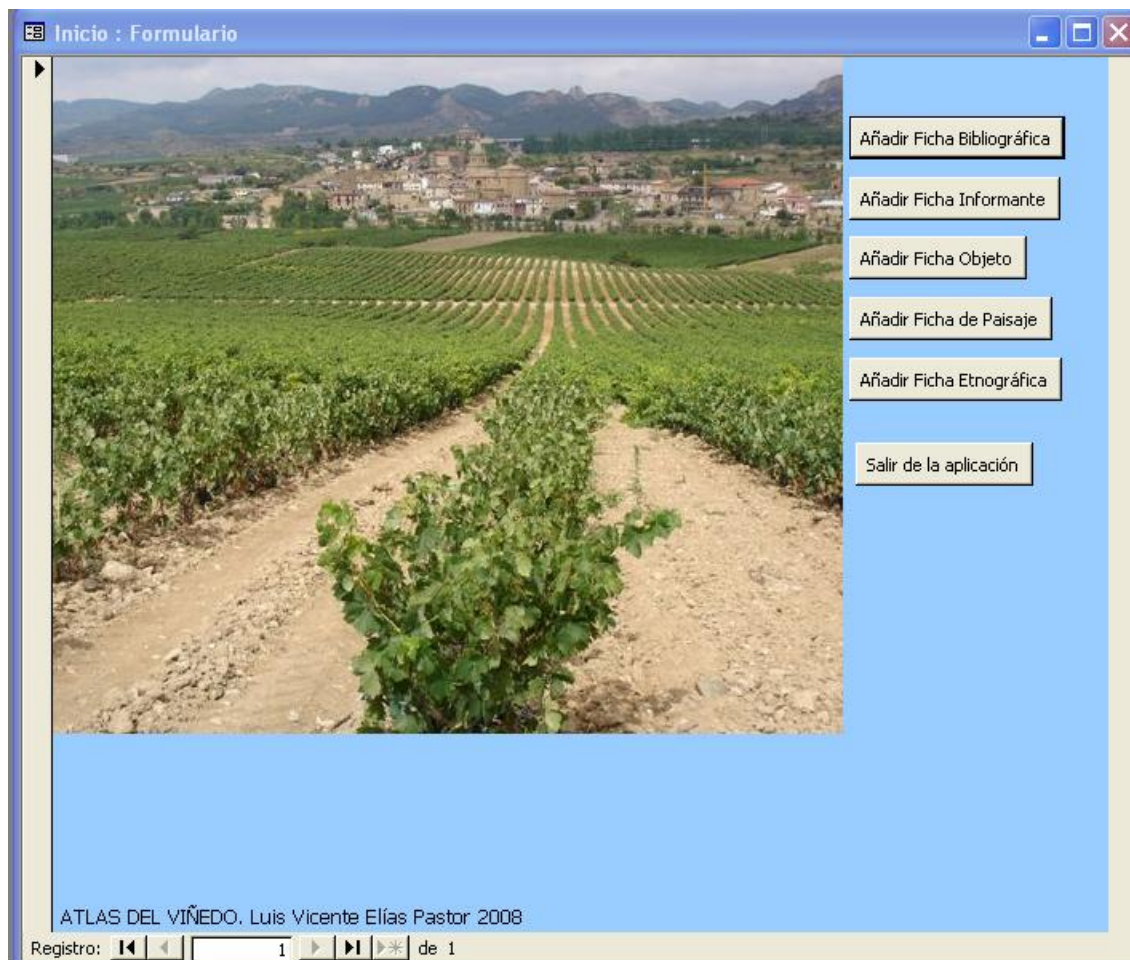 Inicio : Formulario
Añadir Ficha Bibliográfica
Añadir Ficha Informante
Añadir Ficha Objeto
Añadir Ficha de Paisaje
Añadir Ficha Etnográfica
Salir de la aplicación
ATLAS DEL VIÑEDO. Luis Vicente Elías Pastor 2008
Registro: 1 de 1